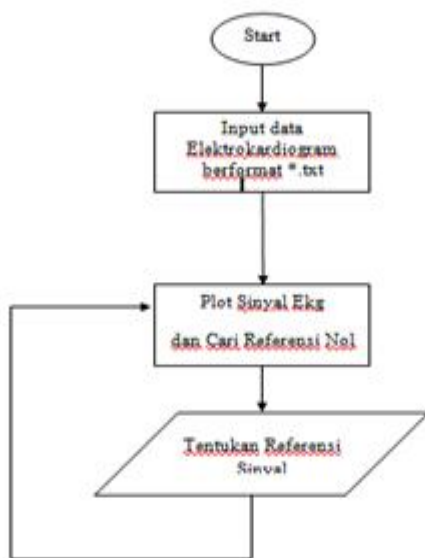 Start
Input data
Elektrokardiogram
berformat *.txt
Plot Sinyal Ekg
dan Cari Referensi Nol
Tentukan Referensi
Sinyal